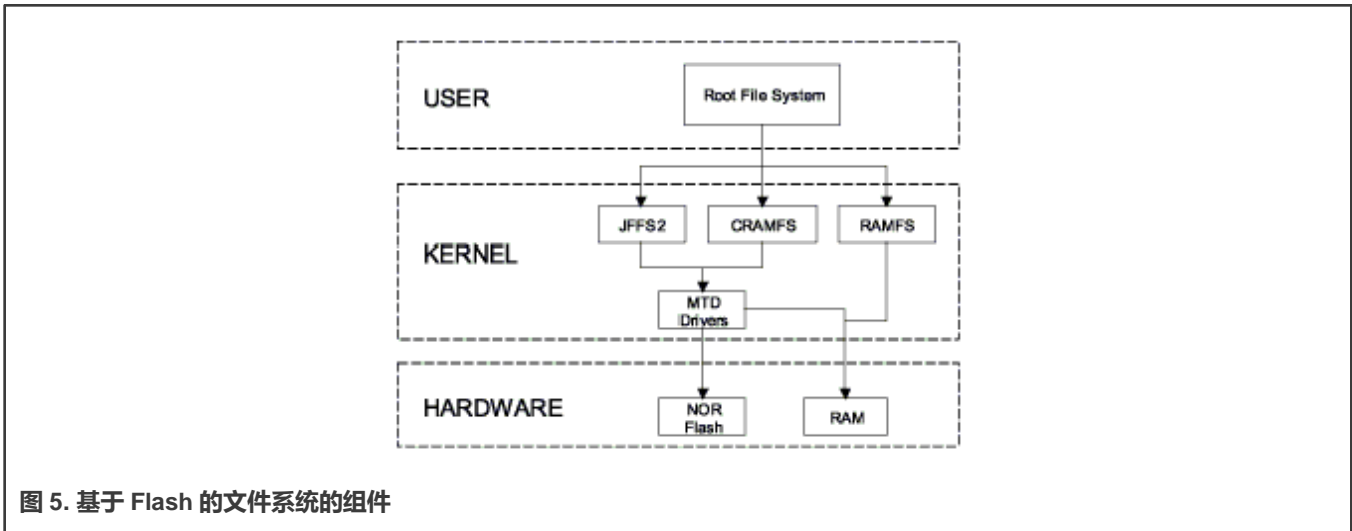 USER
Root File System
KERNEL
JFFS2
CRAMFS
RAMFS
MTD
Drivers
HARDWARE
NOR
Flash
RAM
图 5. 基于 Flash 的文件系统的组件